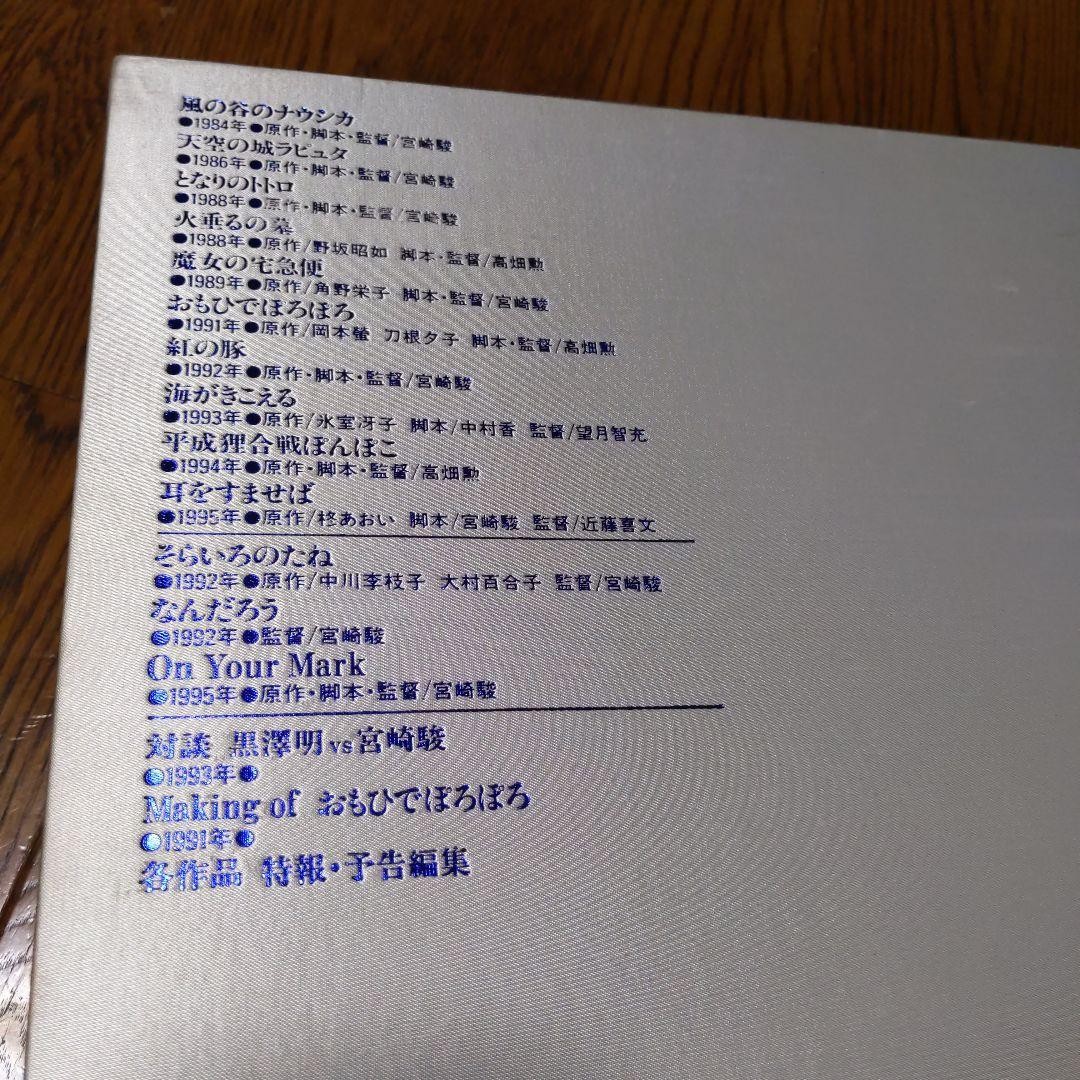 風の谷のナウシカ
●1984年●原作・脚本・監督/宮崎駿
天空の城ラピュタ
●1986年●原作・脚本・監督/宮崎駿
となりのトトロ
●1988年●原作・脚本・監督/宮崎駿
火垂るの墓
●1988年●原作/野坂昭如 脚本・監督/高畑勲
魔女の宅急便
●1989年●原作/角野栄子 脚本・監督/宮崎駿
おもひでぽろぽろ
●1991年●原作/岡本螢 刀根夕子 脚本・監督/高畑勲
紅の豚
●1992年●原作・脚本・監督/宮崎駿
海がきこえる
●1993年●原作/氷室冴子 脚本/中村香 監督/望月智充
平成狸合戦ぽんぽこ
●1994年●原作・脚本・監督/高畑勲
耳をすませば
●1995年●原作/柊あおい 脚本/宮崎駿 監督/近藤喜文
そらいろのたね
●1992年●原作/中川李枝子 大村百合子 監督/宮崎駿
なんだろう
●1992年●監督/宮崎駿
On Your Mark
●1995年●原作・脚本・監督/宮崎駿
対談 黒澤明vs宮崎駿
●1993年●
Making of おもひでぽろぽろ
●1991年●
各作品 特報・予告編集